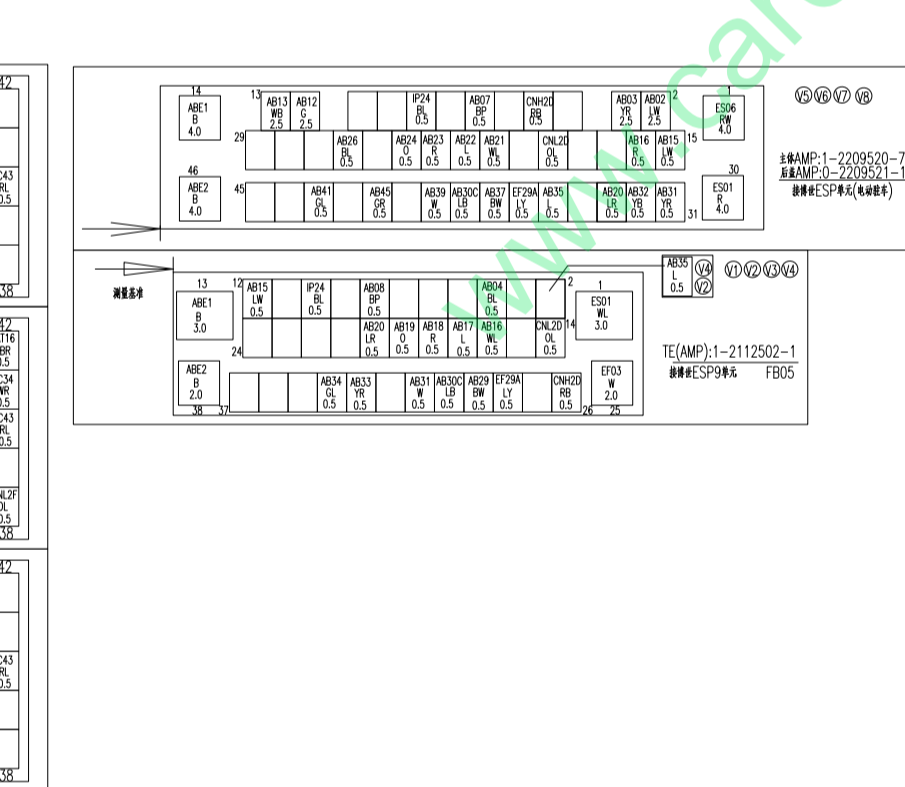 42
C43
RL
0.5
38
42
T16
BR
0.5
C34
WR
0.5
C43
RL
0.5
NL2F
OL
0.5
38
42
C43
RL
0.5
38
14 13 2 1
ABE1 AB13 AB12 IP24 AB07 CNH2D AB03 AB02 ES06
B WB G BL BP RB YR LW RW
4.0 2.5 2.5 0.5 0.5 0.5 2.5 2.5 4.0
29 AB26 AB24 AB23 AB22 AB21 CNL2D AB16 AB15 15
BL O R L WL OL R LW
0.5 0.5 0.5 0.5 0.5 0.5 0.5 0.5
46 45 31 30
ABE2 AB41 AB45 AB39 AB30C AB37 EF29A AB35 AB20 AB32 AB31 ES01
B GL GR W LB BW LY L LR YB YR R
4.0 0.5 0.5 0.5 0.5 0.5 0.5 0.5 0.5 0.5 0.5 4.0
V5 V6 V7 V8
主体AMP:1-2209520-7
后盖AMP:0-2209521-1
接博世ESP单元(电动驻车)
测量基准
13 12 2 1
ABE1 AB15 IP24 AB08 AB04 ES01
B LW BL BP BL WL
3.0 0.5 0.5 0.5 0.5 3.0
24 AB20 AB19 AB18 AB17 AB16 CNL2D 14
LR O R L WL OL
0.5 0.5 0.5 0.5 0.5 0.5
ABE2 AB34 AB33 AB31 AB30C AB29 EF29A CNH2D EF03
B GL YR W LB BW LY RB W
2.0 0.5 0.5 0.5 0.5 0.5 0.5 0.5 2.0
38 37 26 25
AB35 V4
L V2
0.5
V1 V2 V3 V4
TE(AMP):1-2112502-1
接博世ESP9单元 FB05
www.card